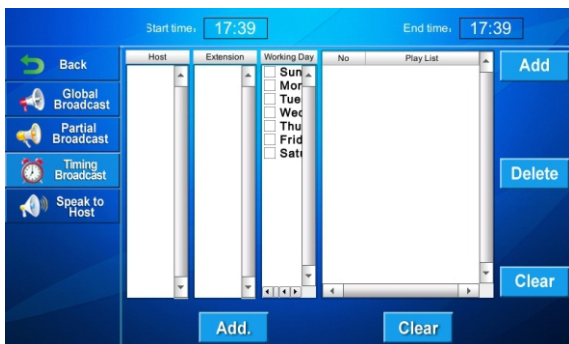 Start time: 17:39 End time: 17:39
Back
Global
Broadcast
Partial
Broadcast
Timing
Broadcast
Speak to
Host
Host Extension Working Day No Play List
Sun
Mor
Tue
Wed
Thu
Frid
Satu
Add
Delete
Clear
Add. Clear